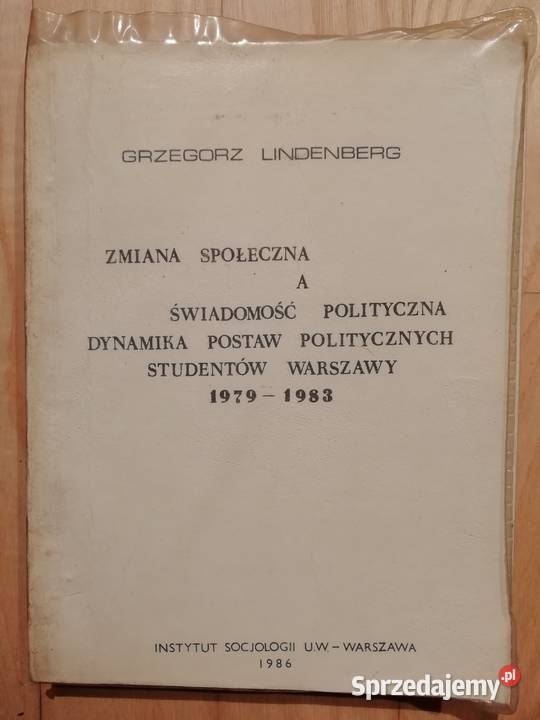 GRZEGORZ LINDENBERG
ZMIANA SPOŁECZNA
A
ŚWIADOMOŚĆ POLITYCZNA
DYNAMIKA POSTAW POLITYCZNYCH
STUDENTÓW WARSZAWY
1979 - 1983
INSTYTUT SOCJOLOGII U.W. - WARSZAWA
1986
Sprzedajemy.pl